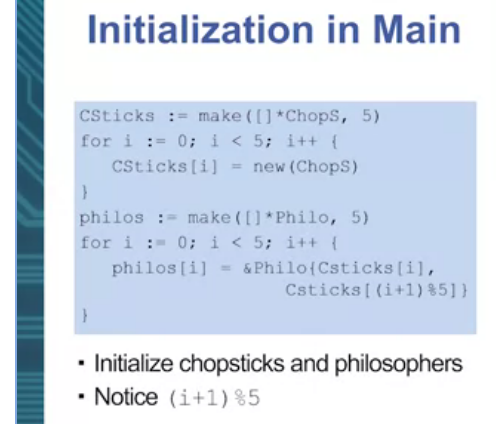 Initialization in Main
CSticks := make([]*ChopS, 5)
for i := 0; i < 5; i++ {
CSticks[i] = new(ChopS)
}
philos := make([]*Philo, 5)
for i := 0; i < 5; i++ {
philos[i] = &Philo{Csticks[i],
Csticks[(i+1)%5]}
}
▪ Initialize chopsticks and philosophers
▪ Notice (i+1)%5